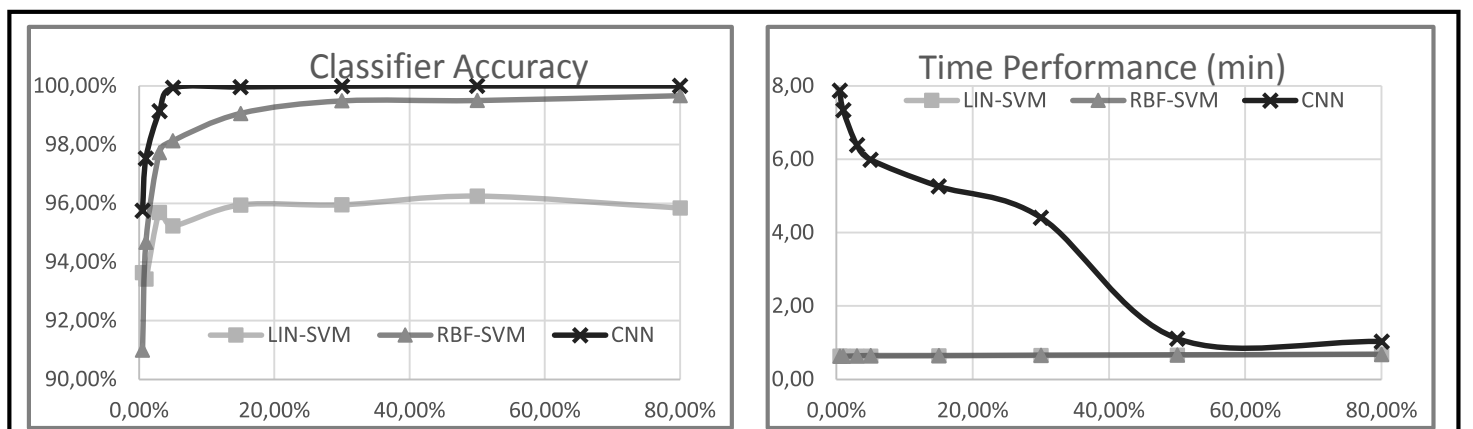 Classifier Accuracy
100,00%
98,00%
96,00%
94,00%
92,00%
90,00%
LIN-SVM RBF-SVM CNN
0,00% 20,00% 40,00% 60,00% 80,00%
Time Performance (min)
LIN-SVM RBF-SVM CNN
8,00
6,00
4,00
2,00
0,00
0,00% 20,00% 40,00% 60,00% 80,00%